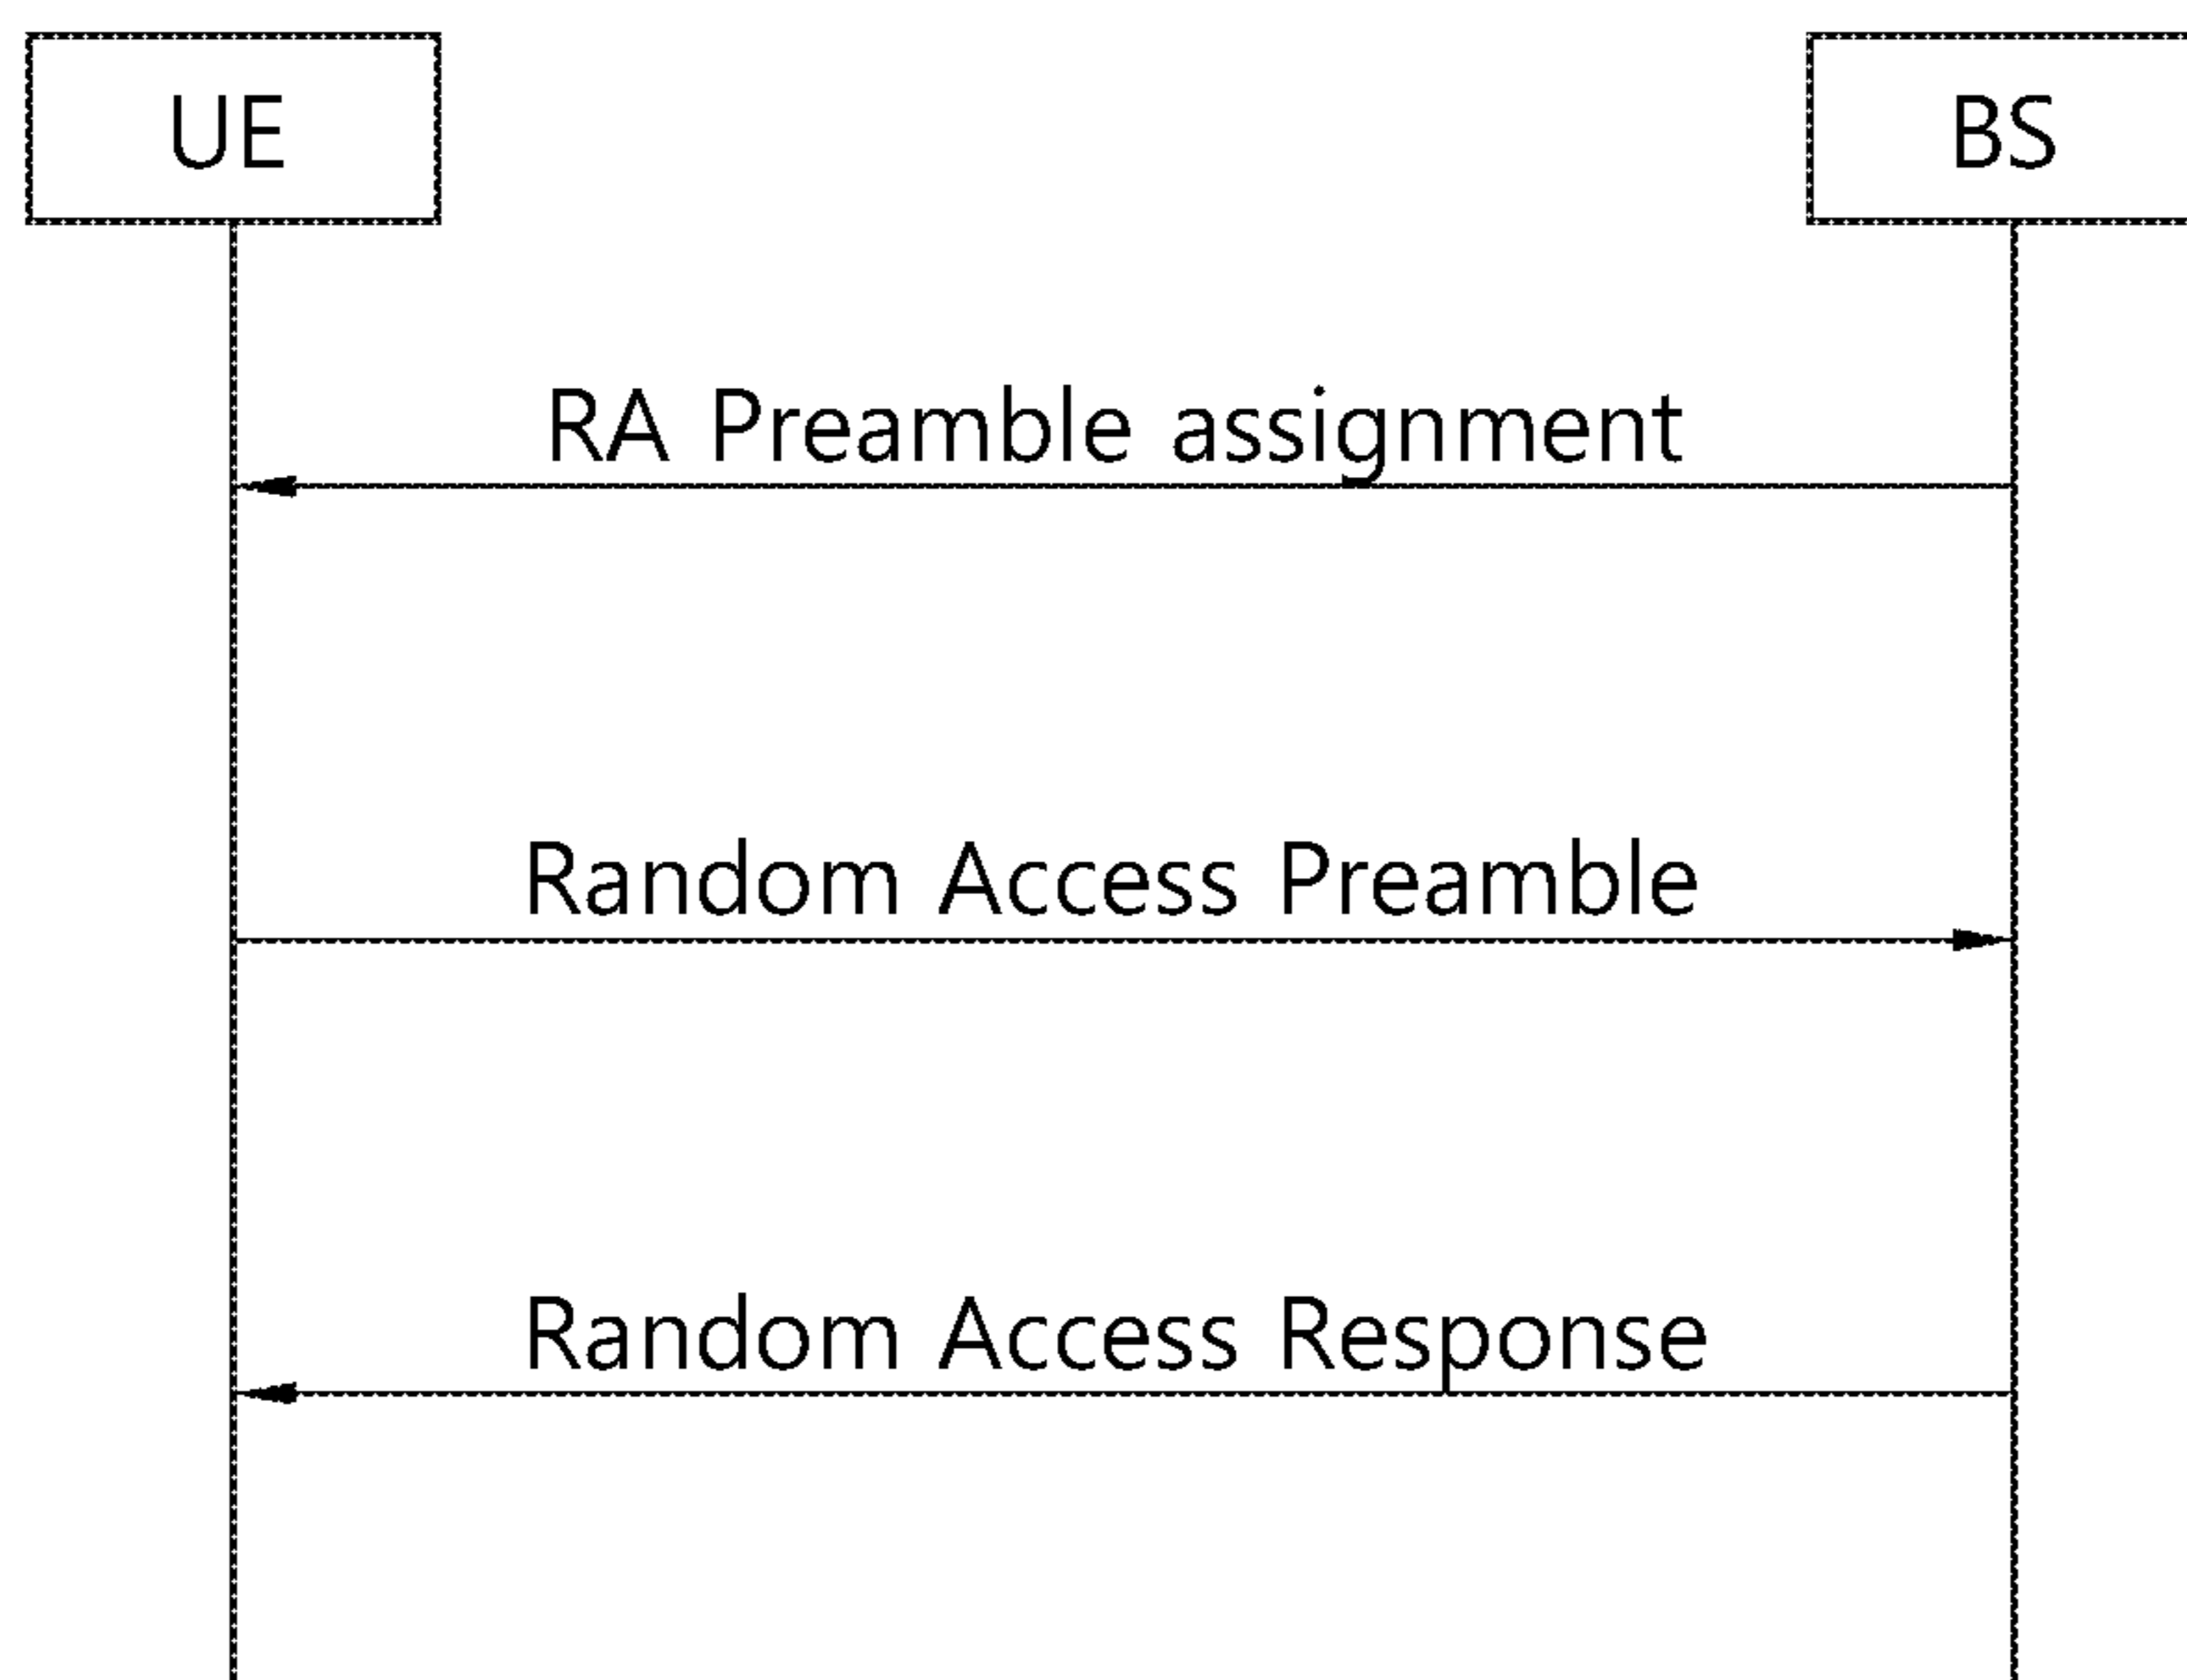 UE
BS
RA Preamble assignment
Random Access Preamble
Random Access Response